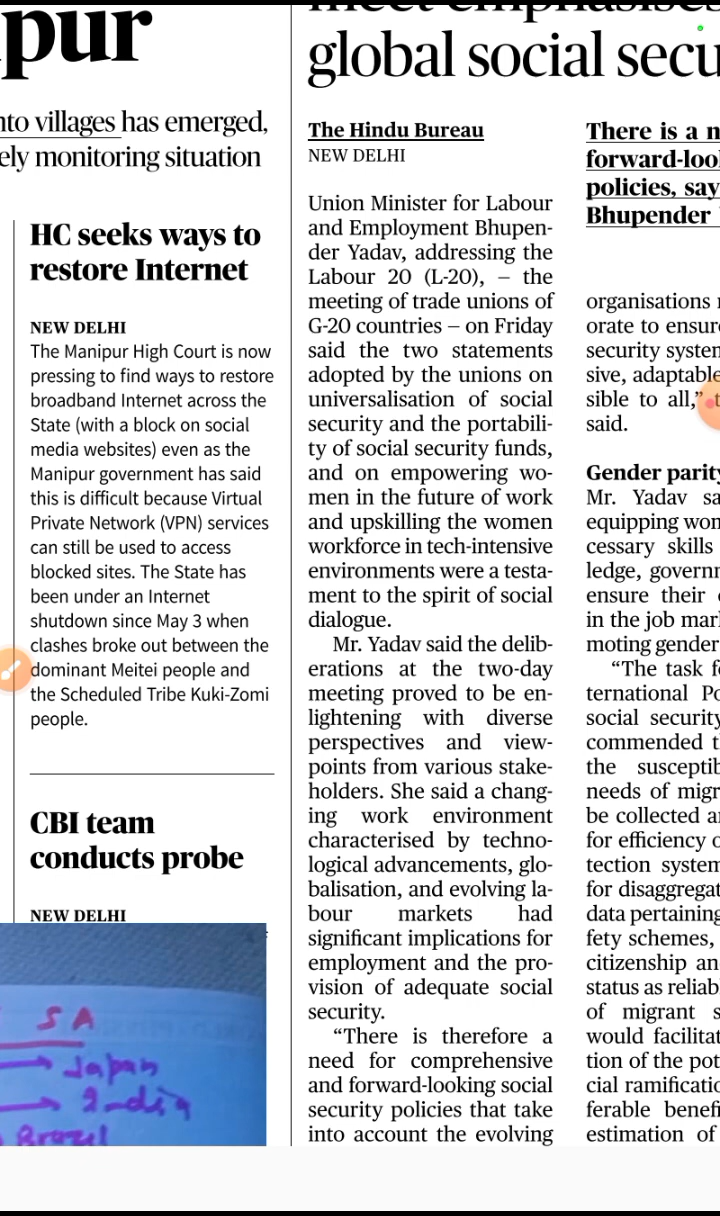 pur
nto villages has emerged,
ely monitoring situation
HC seeks ways to
restore Internet
NEW DELHI
The Manipur High Court is now
pressing to find ways to restore
broadband Internet across the
State (with a block on social
media websites) even as the
Manipur government has said
this is difficult because Virtual
Private Network (VPN) services
can still be used to access
blocked sites. The State has
been under an Internet
shutdown since May 3 when
clashes broke out between the
dominant Meitei people and
the Scheduled Tribe Kuki-Zomi
people.
CBI team
conducts probe
NEW DELHI
SA
Japan
India
Brazil
meet emphasises
global social secu
The Hindu Bureau
NEW DELHI
Union Minister for Labour
and Employment Bhupen-
der Yadav, addressing the
Labour 20 (L-20), – the
meeting of trade unions of
G-20 countries – on Friday
said the two statements
adopted by the unions on
universalisation of social
security and the portabili-
ty of social security funds,
and on empowering wo-
men in the future of work
and upskilling the women
workforce in tech-intensive
environments were a testa-
ment to the spirit of social
dialogue.
Mr. Yadav said the delib-
erations at the two-day
meeting proved to be en-
lightening with diverse
perspectives and view-
points from various stake-
holders. She said a chang-
ing work environment
characterised by techno-
logical advancements, glo-
balisation, and evolving la-
bour markets had
significant implications for
employment and the pro-
vision of adequate social
security.
“There is therefore a
need for comprehensive
and forward-looking social
security policies that take
into account the evolving
There is a n
forward-loo
policies, say
Bhupender
organisations
orate to ensur
security system
sive, adaptable
sible to all,” t
said.
Gender parity
Mr. Yadav sa
equipping wom
cessary skills
ledge, governm
ensure their
in the job mar
moting gender
“The task f
ternational Po
social security
commended t
the susceptib
needs of migr
be collected a
for efficiency o
tection system
for disaggregat
data pertaining
fety schemes,
citizenship an
status as reliab
of migrant s
would facilitat
tion of the pot
cial ramificatio
ferable benefi
estimation of